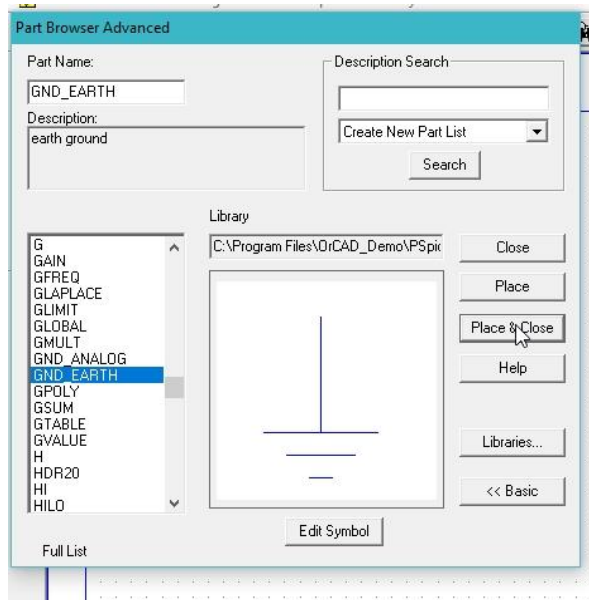 Part Browser Advanced
Part Name:
GND_EARTH
Description:
earth ground
Description Search
Create New Part List
Search
Library
C:\Program Files\OrCAD_Demo\PSpic
G
GAIN
GFREQ
GLAPLACE
GLIMIT
GLOBAL
GMULT
GND_ANALOG
GND_EARTH
GPOLY
GSUM
GTABLE
GVALUE
H
HDR20
HI
HILO
Full List
Edit Symbol
Close
Place
Place & Close
Help
Libraries...
<< Basic